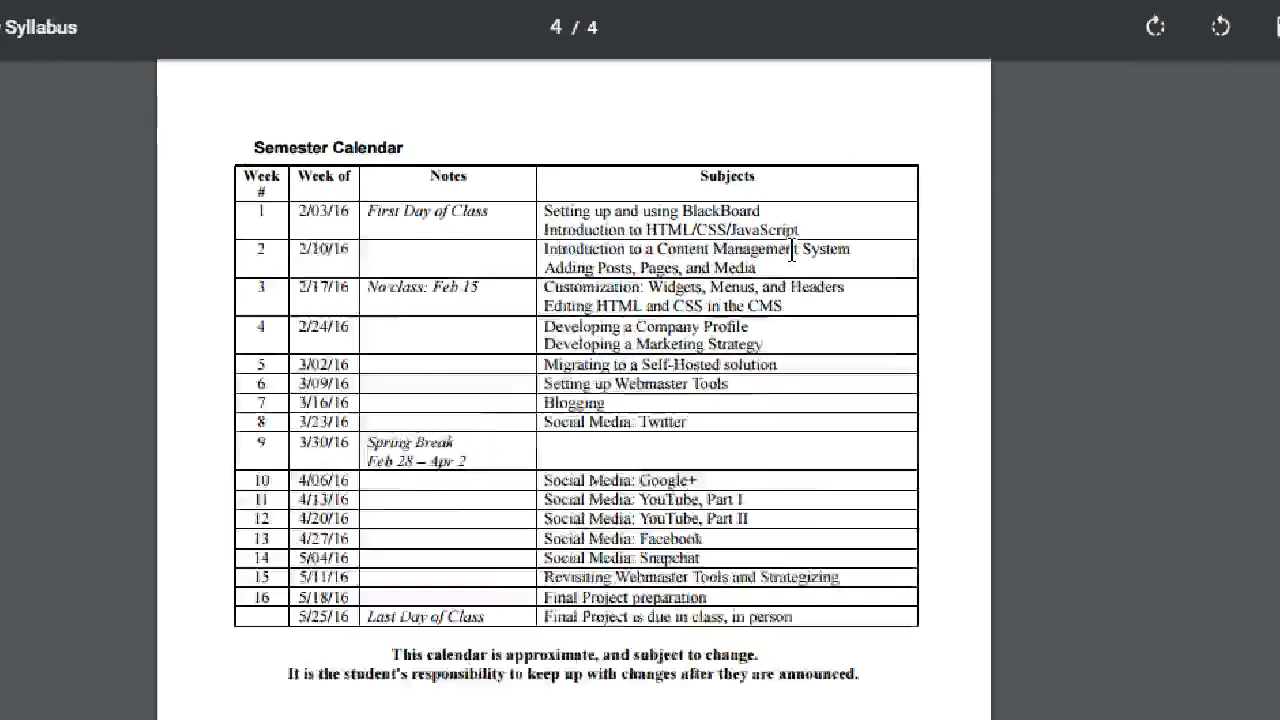 Syllabus
4 / 4
Semester Calendar
Week # Week of Notes Subjects
1 2/03/16 First Day of Class Setting up and using BlackBoard
Introduction to HTML/CSS/JavaScript
2 2/10/16 Introduction to a Content Management System
Adding Posts, Pages, and Media
3 2/17/16 No class: Feb 15 Customization: Widgets, Menus, and Headers
Editing HTML and CSS in the CMS
4 2/24/16 Developing a Company Profile
Developing a Marketing Strategy
5 3/02/16 Migrating to a Self-Hosted solution
6 3/09/16 Setting up Webmaster Tools
7 3/16/16 Blogging
8 3/23/16 Social Media: Twitter
9 3/30/16 Spring Break
Feb 28 – Apr 2
10 4/06/16 Social Media: Google+
11 4/13/16 Social Media: YouTube, Part I
12 4/20/16 Social Media: YouTube, Part II
13 4/27/16 Social Media: Facebook
14 5/04/16 Social Media: Snapchat
15 5/11/16 Revisiting Webmaster Tools and Strategizing
16 5/18/16 Final Project preparation
5/25/16 Last Day of Class Final Project is due in class, in person
This calendar is approximate, and subject to change.
It is the student's responsibility to keep up with changes after they are announced.